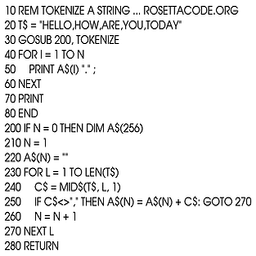 10 REM TOKENIZE A STRING ... ROSETTACODE.ORG
20 T$ = "HELLO,HOW,ARE,YOU,TODAY"
30 GOSUB 200, TOKENIZE
40 FOR I = 1 TO N
50     PRINT A$(I) "." ;
60 NEXT
70 PRINT
80 END
200 IF N = 0 THEN DIM A$(256)
210 N = 1
220 A$(N) = ""
230 FOR L = 1 TO LEN(T$)
240     C$ = MID$(T$, L, 1)
250     IF C$<>"," THEN A$(N) = A$(N) + C$: GOTO 270
260     N = N + 1
270 NEXT L
280 RETURN